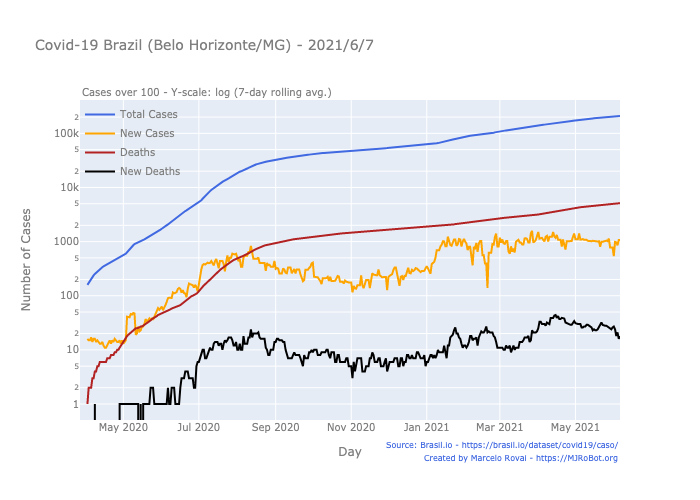 Covid-19 Brazil (Belo Horizonte/MG) - 2021/6/7
Cases over 100 - Y-scale: log (7-day rolling avg.)
Total Cases
New Cases
Deaths
New Deaths
2
100k
5
2
10k
5
2
1000
5
2
100
5
2
10
5
2
1
Number of Cases
May 2020
Jul 2020
Sep 2020
Nov 2020
Jan 2021
Mar 2021
May 2021
Day
Source: Brasil.io - https://brasil.io/dataset/covid19/caso/
Created by Marcelo Rovai - https://MJRoBot.org